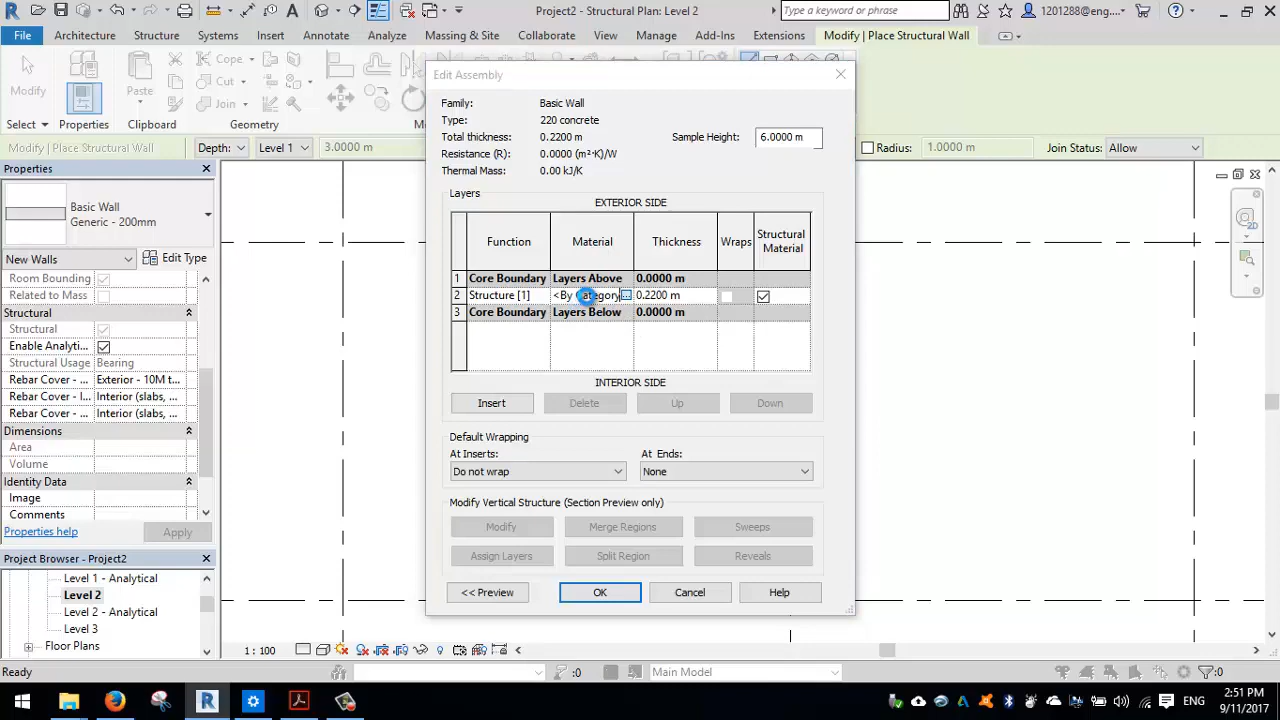 Project2 - Structural Plan: Level 2
Type a keyword or phrase
1201288@eng....
File Architecture Structure Systems Insert Annotate Analyze Massing & Site Collaborate View Manage Add-Ins Extensions Modify | Place Structural Wall
Modify
Paste
Cope
Cut
Join
Select Properties Clipboard Geometry
Modify | Place Structural Wall
Depth: Level 1 3.0000 m
Radius: 1.0000 m Join Status: Allow
Properties
Basic Wall
Generic - 200mm
New Walls Edit Type
Room Bounding
Related to Mass
Structural
Structural
Enable Analyti...
Structural Usage Bearing
Rebar Cover - ... Exterior - 10M t...
Rebar Cover - ... Interior (slabs, ...
Rebar Cover - ... Interior (slabs, ...
Dimensions
Area
Volume
Identity Data
Image
Comments
Properties help Apply
Project Browser - Project2
Level 1 - Analytical
Level 2
Level 2 - Analytical
Level 3
Floor Plans
Edit Assembly
Family: Basic Wall
Type: 220 concrete
Total thickness: 0.2200 m
Sample Height: 6.0000 m
Resistance (R): 0.0000 (m²·K)/W
Thermal Mass: 0.00 kJ/K
Layers
EXTERIOR SIDE
Function Material Thickness Wraps Structural Material
1 Core Boundary Layers Above 0.0000 m
2 Structure [1] <By Category 0.2200 m
3 Core Boundary Layers Below 0.0000 m
INTERIOR SIDE
Insert Delete Up Down
Default Wrapping
At Inserts: At Ends:
Do not wrap None
Modify Vertical Structure (Section Preview only)
Modify Merge Regions Sweeps
Assign Layers Split Region Reveals
<< Preview OK Cancel Help
1 : 100
Ready
:0
Main Model
:0
ENG
2:51 PM
9/11/2017